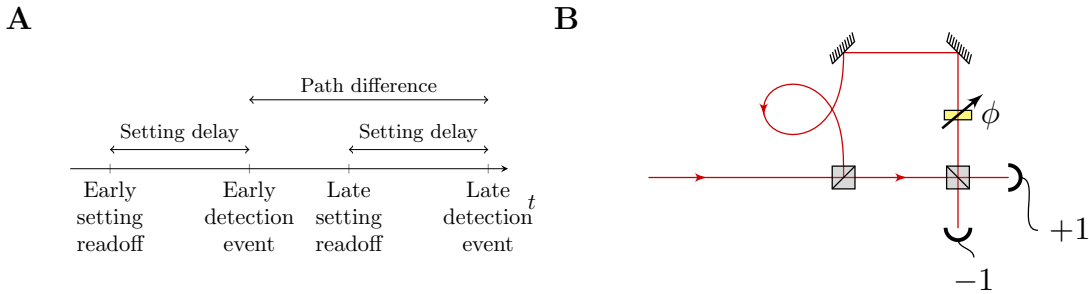 A
B
Path difference
Setting delay
Setting delay
ϕ
Early
setting
readoff
Early
detection
event
Late
setting
readoff
Late
detection
event
t
+1
−1